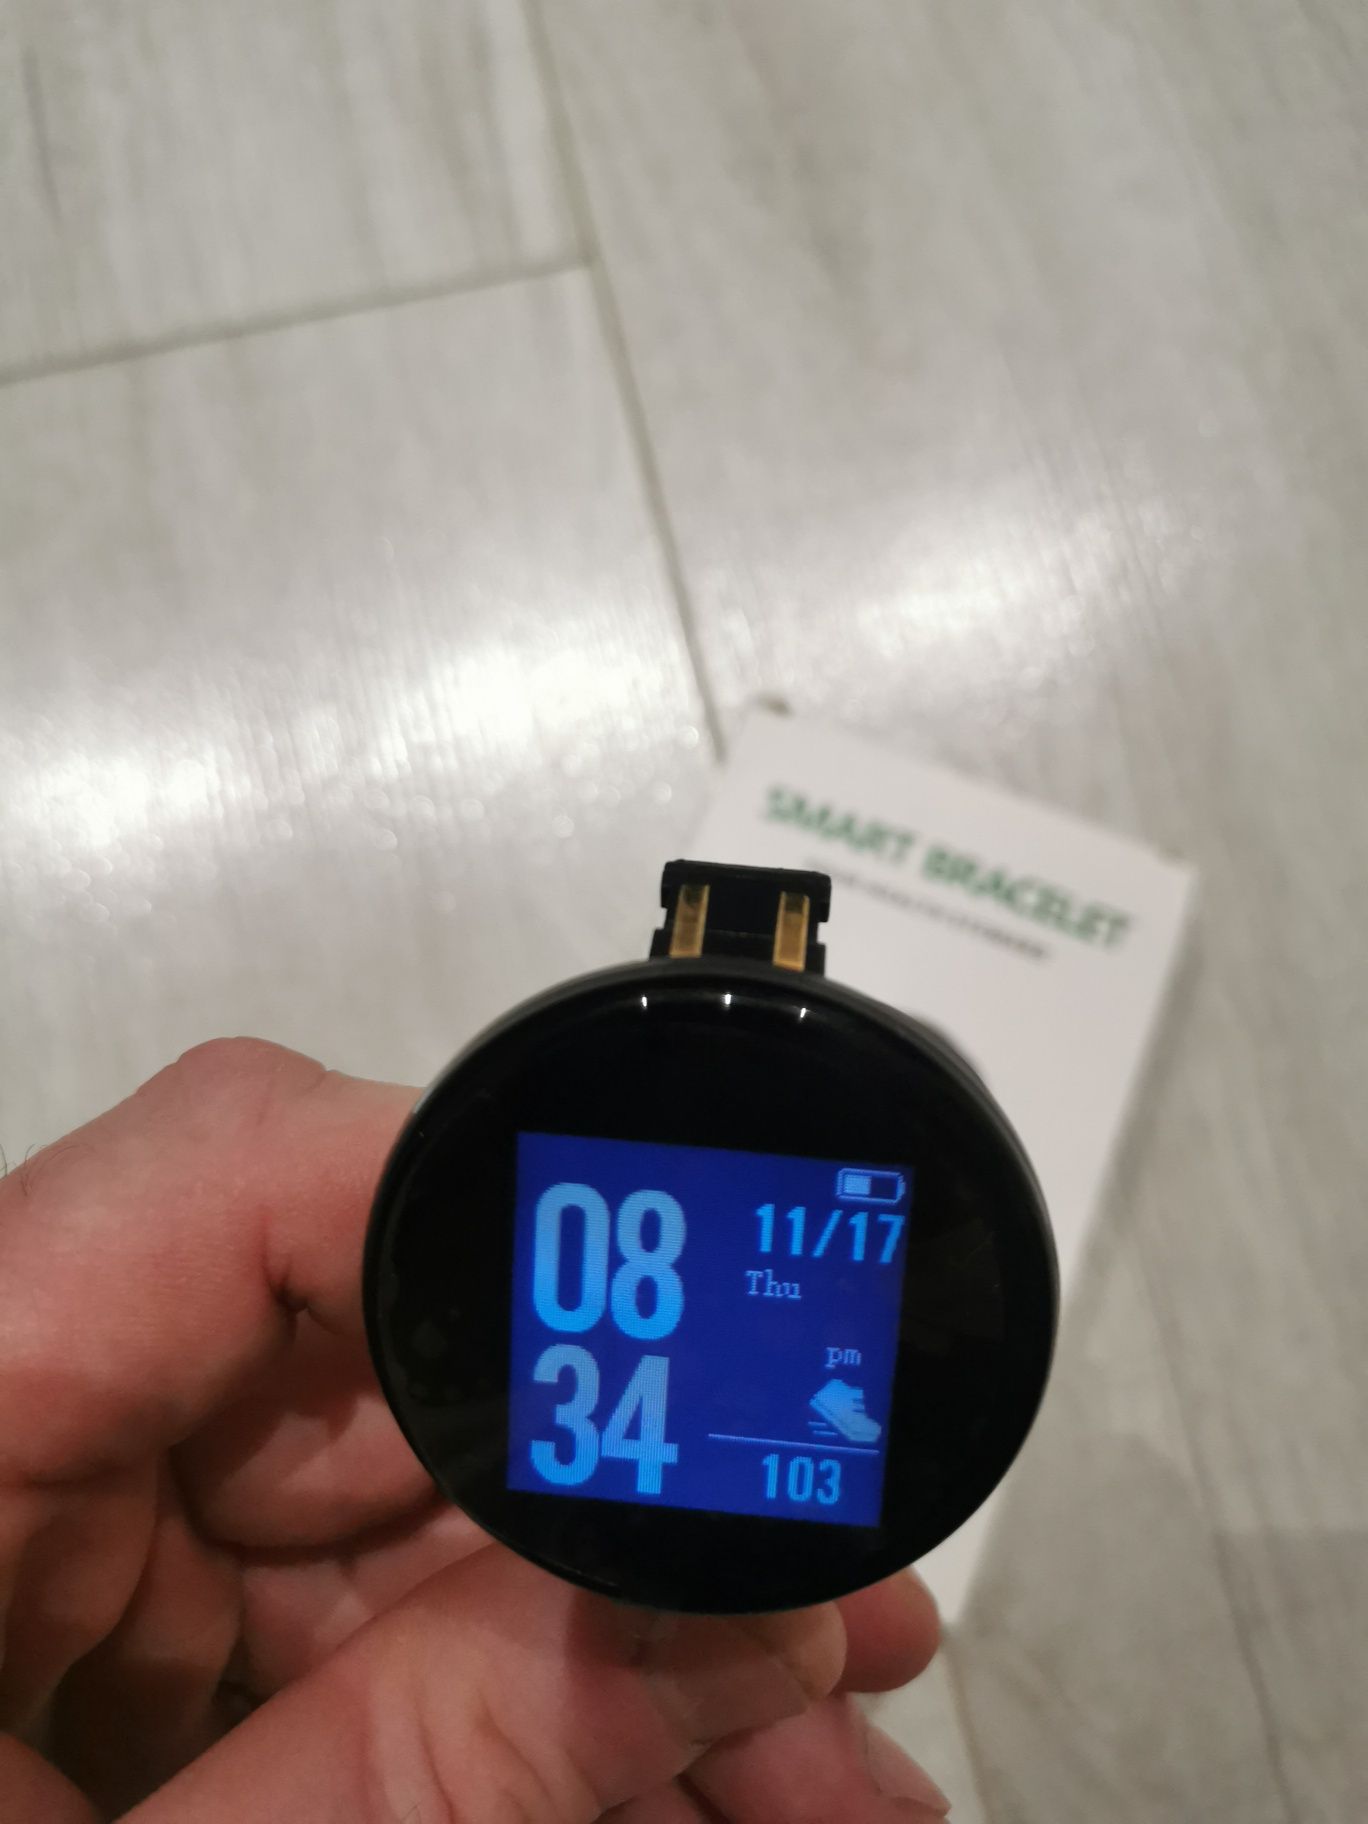 SMART BRACELET
08
34
11/17
Thu
pm
103